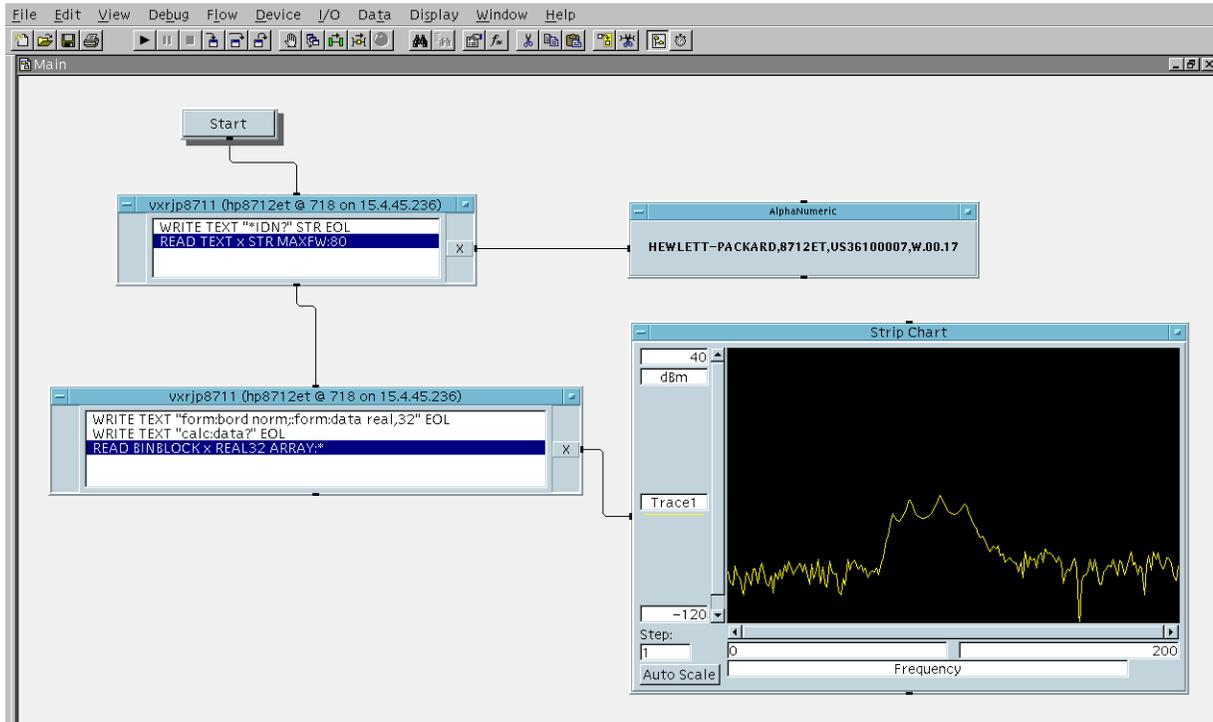 File Edit View Debug Flow Device I/O Data Display Window Help
Main
Start
vxrjp8711 (hp8712et @ 718 on 15.4.45.236)
WRITE TEXT "*IDN?" STR EOL
READ TEXT x STR MAXFW:80
X
AlphaNumeric
HEWLETT-PACKARD,8712ET,US36100007,W.00.17
vxrjp8711 (hp8712et @ 718 on 15.4.45.236)
WRITE TEXT "form:bord norm;:form:data real,32" EOL
WRITE TEXT "calc:data?" EOL
READ BINBLOCK x REAL32 ARRAY:*
X
Strip Chart
40
dBm
Trace1
-120
Step:
1
Auto Scale
0 200
Frequency